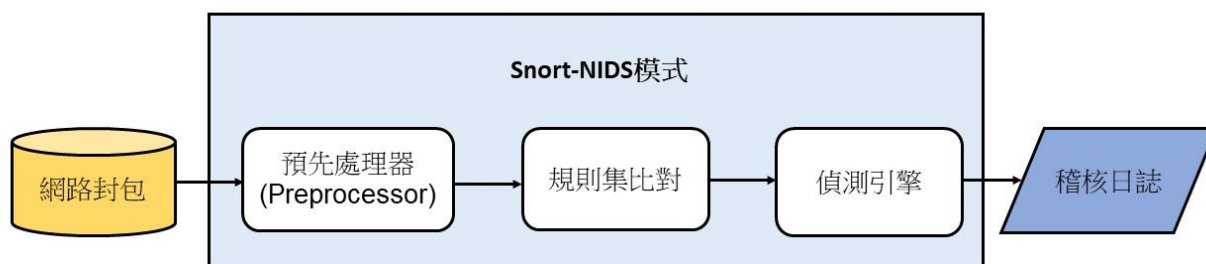 Snort-NIDS模式
網路封包
預先處理器
(Preprocessor)
規則集比對
偵測引擎
稽核日誌